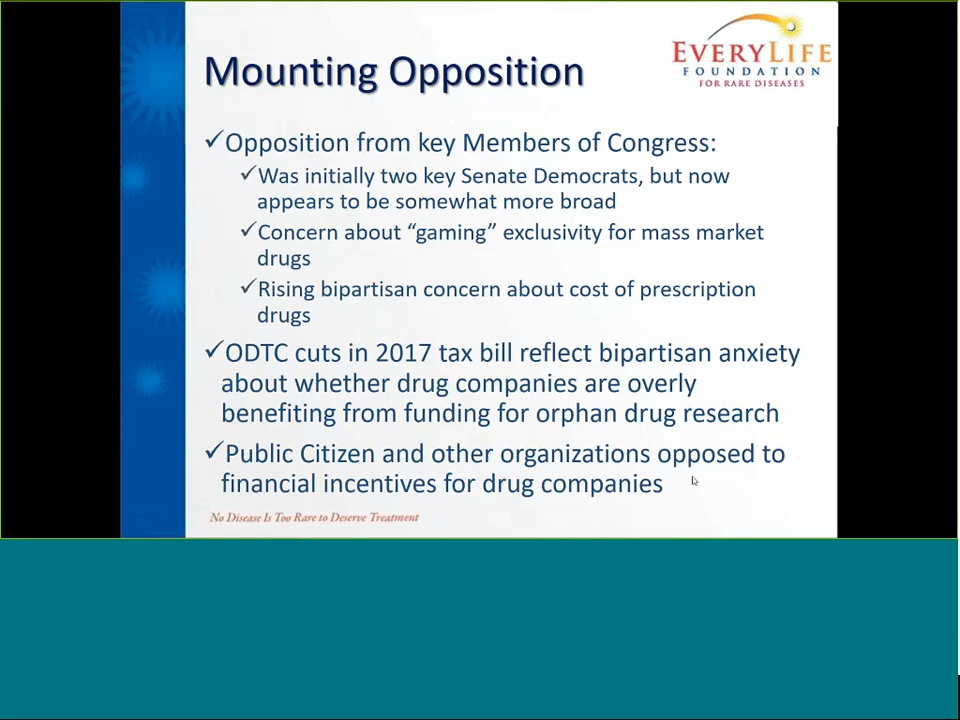 EVERYLIFE
FOUNDATION
FOR RARE DISEASES
Mounting Opposition
✓Opposition from key Members of Congress:
✓Was initially two key Senate Democrats, but now
appears to be somewhat more broad
✓Concern about “gaming” exclusivity for mass market
drugs
✓Rising bipartisan concern about cost of prescription
drugs
✓ODTC cuts in 2017 tax bill reflect bipartisan anxiety
about whether drug companies are overly
benefiting from funding for orphan drug research
✓Public Citizen and other organizations opposed to
financial incentives for drug companies
No Disease Is Too Rare to Deserve Treatment